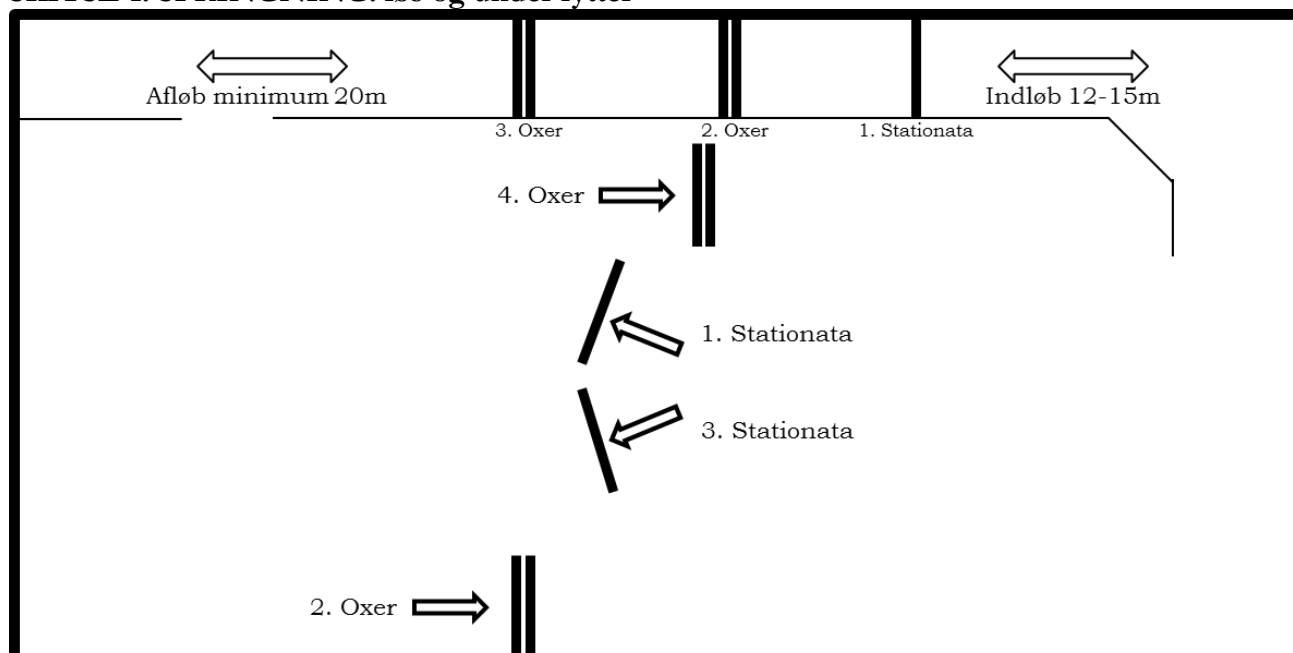 Afløb minimum 20m
Indløb 12-15m
3. Oxer
2. Oxer
1. Stationata
4. Oxer
1. Stationata
3. Stationata
2. Oxer